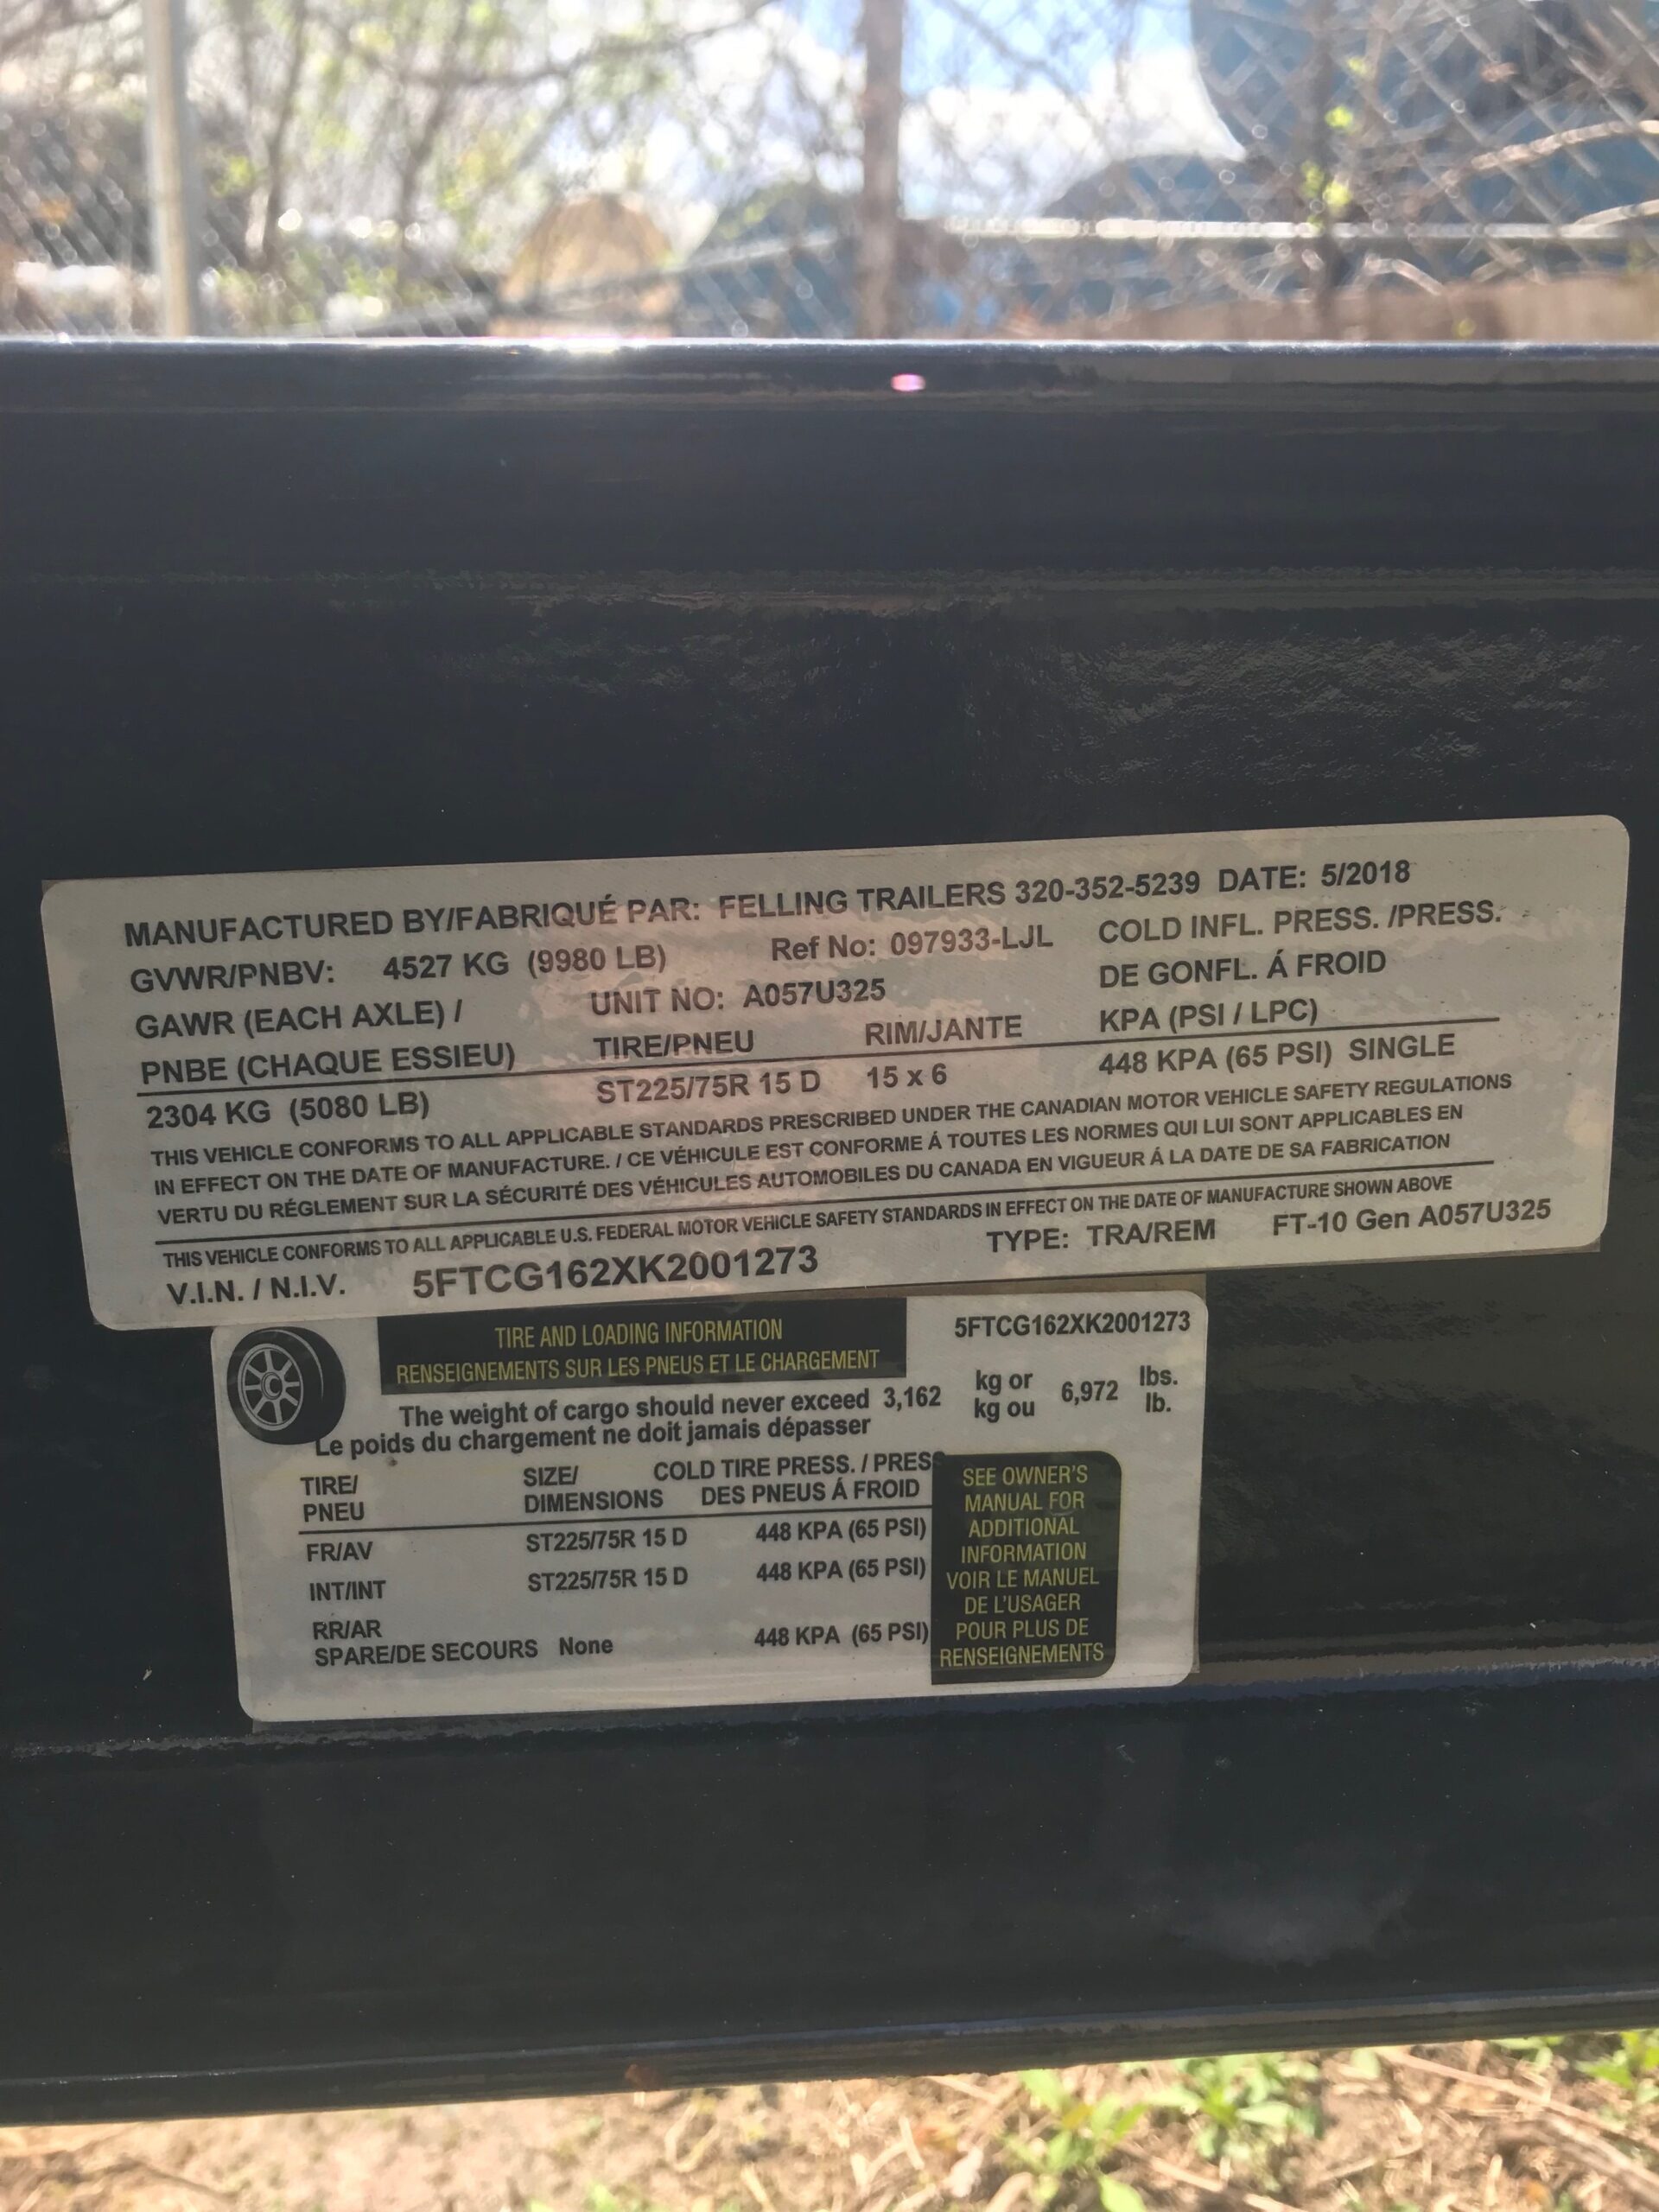 MANUFACTURED BY/FABRIQUÉ PAR: FELLING TRAILERS 320-352-5239 DATE: 5/2018
GVWR/PNBV: 4527 KG (9980 LB) Ref No: 097933-LJL COLD INFL. PRESS. /PRESS.
GAWR (EACH AXLE) / UNIT NO: A057U325 DE GONFL. Á FROID
PNBE (CHAQUE ESSIEU) TIRE/PNEU RIM/JANTE KPA (PSI / LPC)
2304 KG (5080 LB) ST225/75R 15 D 15 x 6 448 KPA (65 PSI) SINGLE
THIS VEHICLE CONFORMS TO ALL APPLICABLE STANDARDS PRESCRIBED UNDER THE CANADIAN MOTOR VEHICLE SAFETY REGULATIONS
IN EFFECT ON THE DATE OF MANUFACTURE. / CE VÉHICULE EST CONFORME Á TOUTES LES NORMES QUI LUI SONT APPLICABLES EN
VERTU DU RÉGLEMENT SUR LA SÉCURITÉ DES VÉHICULES AUTOMOBILES DU CANADA EN VIGUEUR Á LA DATE DE SA FABRICATION
THIS VEHICLE CONFORMS TO ALL APPLICABLE U.S. FEDERAL MOTOR VEHICLE SAFETY STANDARDS IN EFFECT ON THE DATE OF MANUFACTURE SHOWN ABOVE
V.I.N. / N.I.V. 5FTCG162XK2001273 TYPE: TRA/REM FT-10 Gen A057U325
TIRE AND LOADING INFORMATION 5FTCG162XK2001273
RENSEIGNEMENTS SUR LES PNEUS ET LE CHARGEMENT
The weight of cargo should never exceed 3,162 kg or 6,972 lbs.
Le poids du chargement ne doit jamais dépasser kg ou lb.
TIRE/ SIZE/ COLD TIRE PRESS. / PRESS
PNEU DIMENSIONS DES PNEUS Á FROID
FR/AV ST225/75R 15 D 448 KPA (65 PSI)
INT/INT ST225/75R 15 D 448 KPA (65 PSI)
RR/AR
SPARE/DE SECOURS None 448 KPA (65 PSI)
SEE OWNER'S
MANUAL FOR
ADDITIONAL
INFORMATION
VOIR LE MANUEL
DE L'USAGER
POUR PLUS DE
RENSEIGNEMENTS